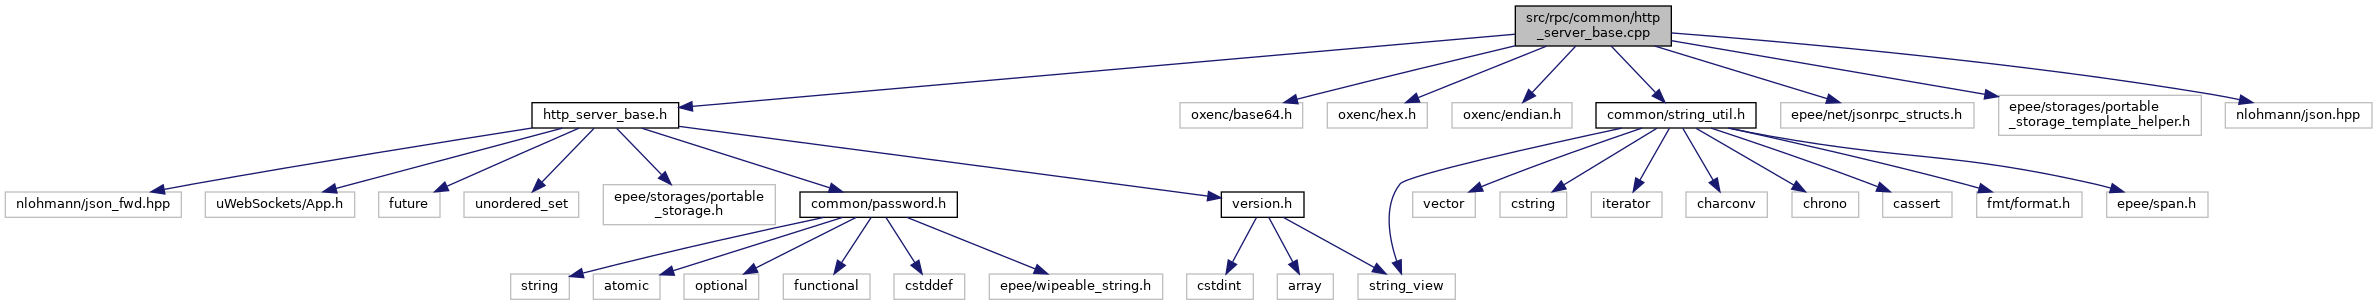 src/rpc/common/http
_server_base.cpp
http_server_base.h
oxenc/base64.h
oxenc/hex.h
oxenc/endian.h
common/string_util.h
epee/net/jsonrpc_structs.h
epee/storages/portable
_storage_template_helper.h
nlohmann/json.hpp
nlohmann/json_fwd.hpp
uWebSockets/App.h
future
unordered_set
epee/storages/portable
_storage.h
common/password.h
version.h
vector
cstring
iterator
charconv
chrono
cassert
fmt/format.h
epee/span.h
string
atomic
optional
functional
cstddef
epee/wipeable_string.h
cstdint
array
string_view